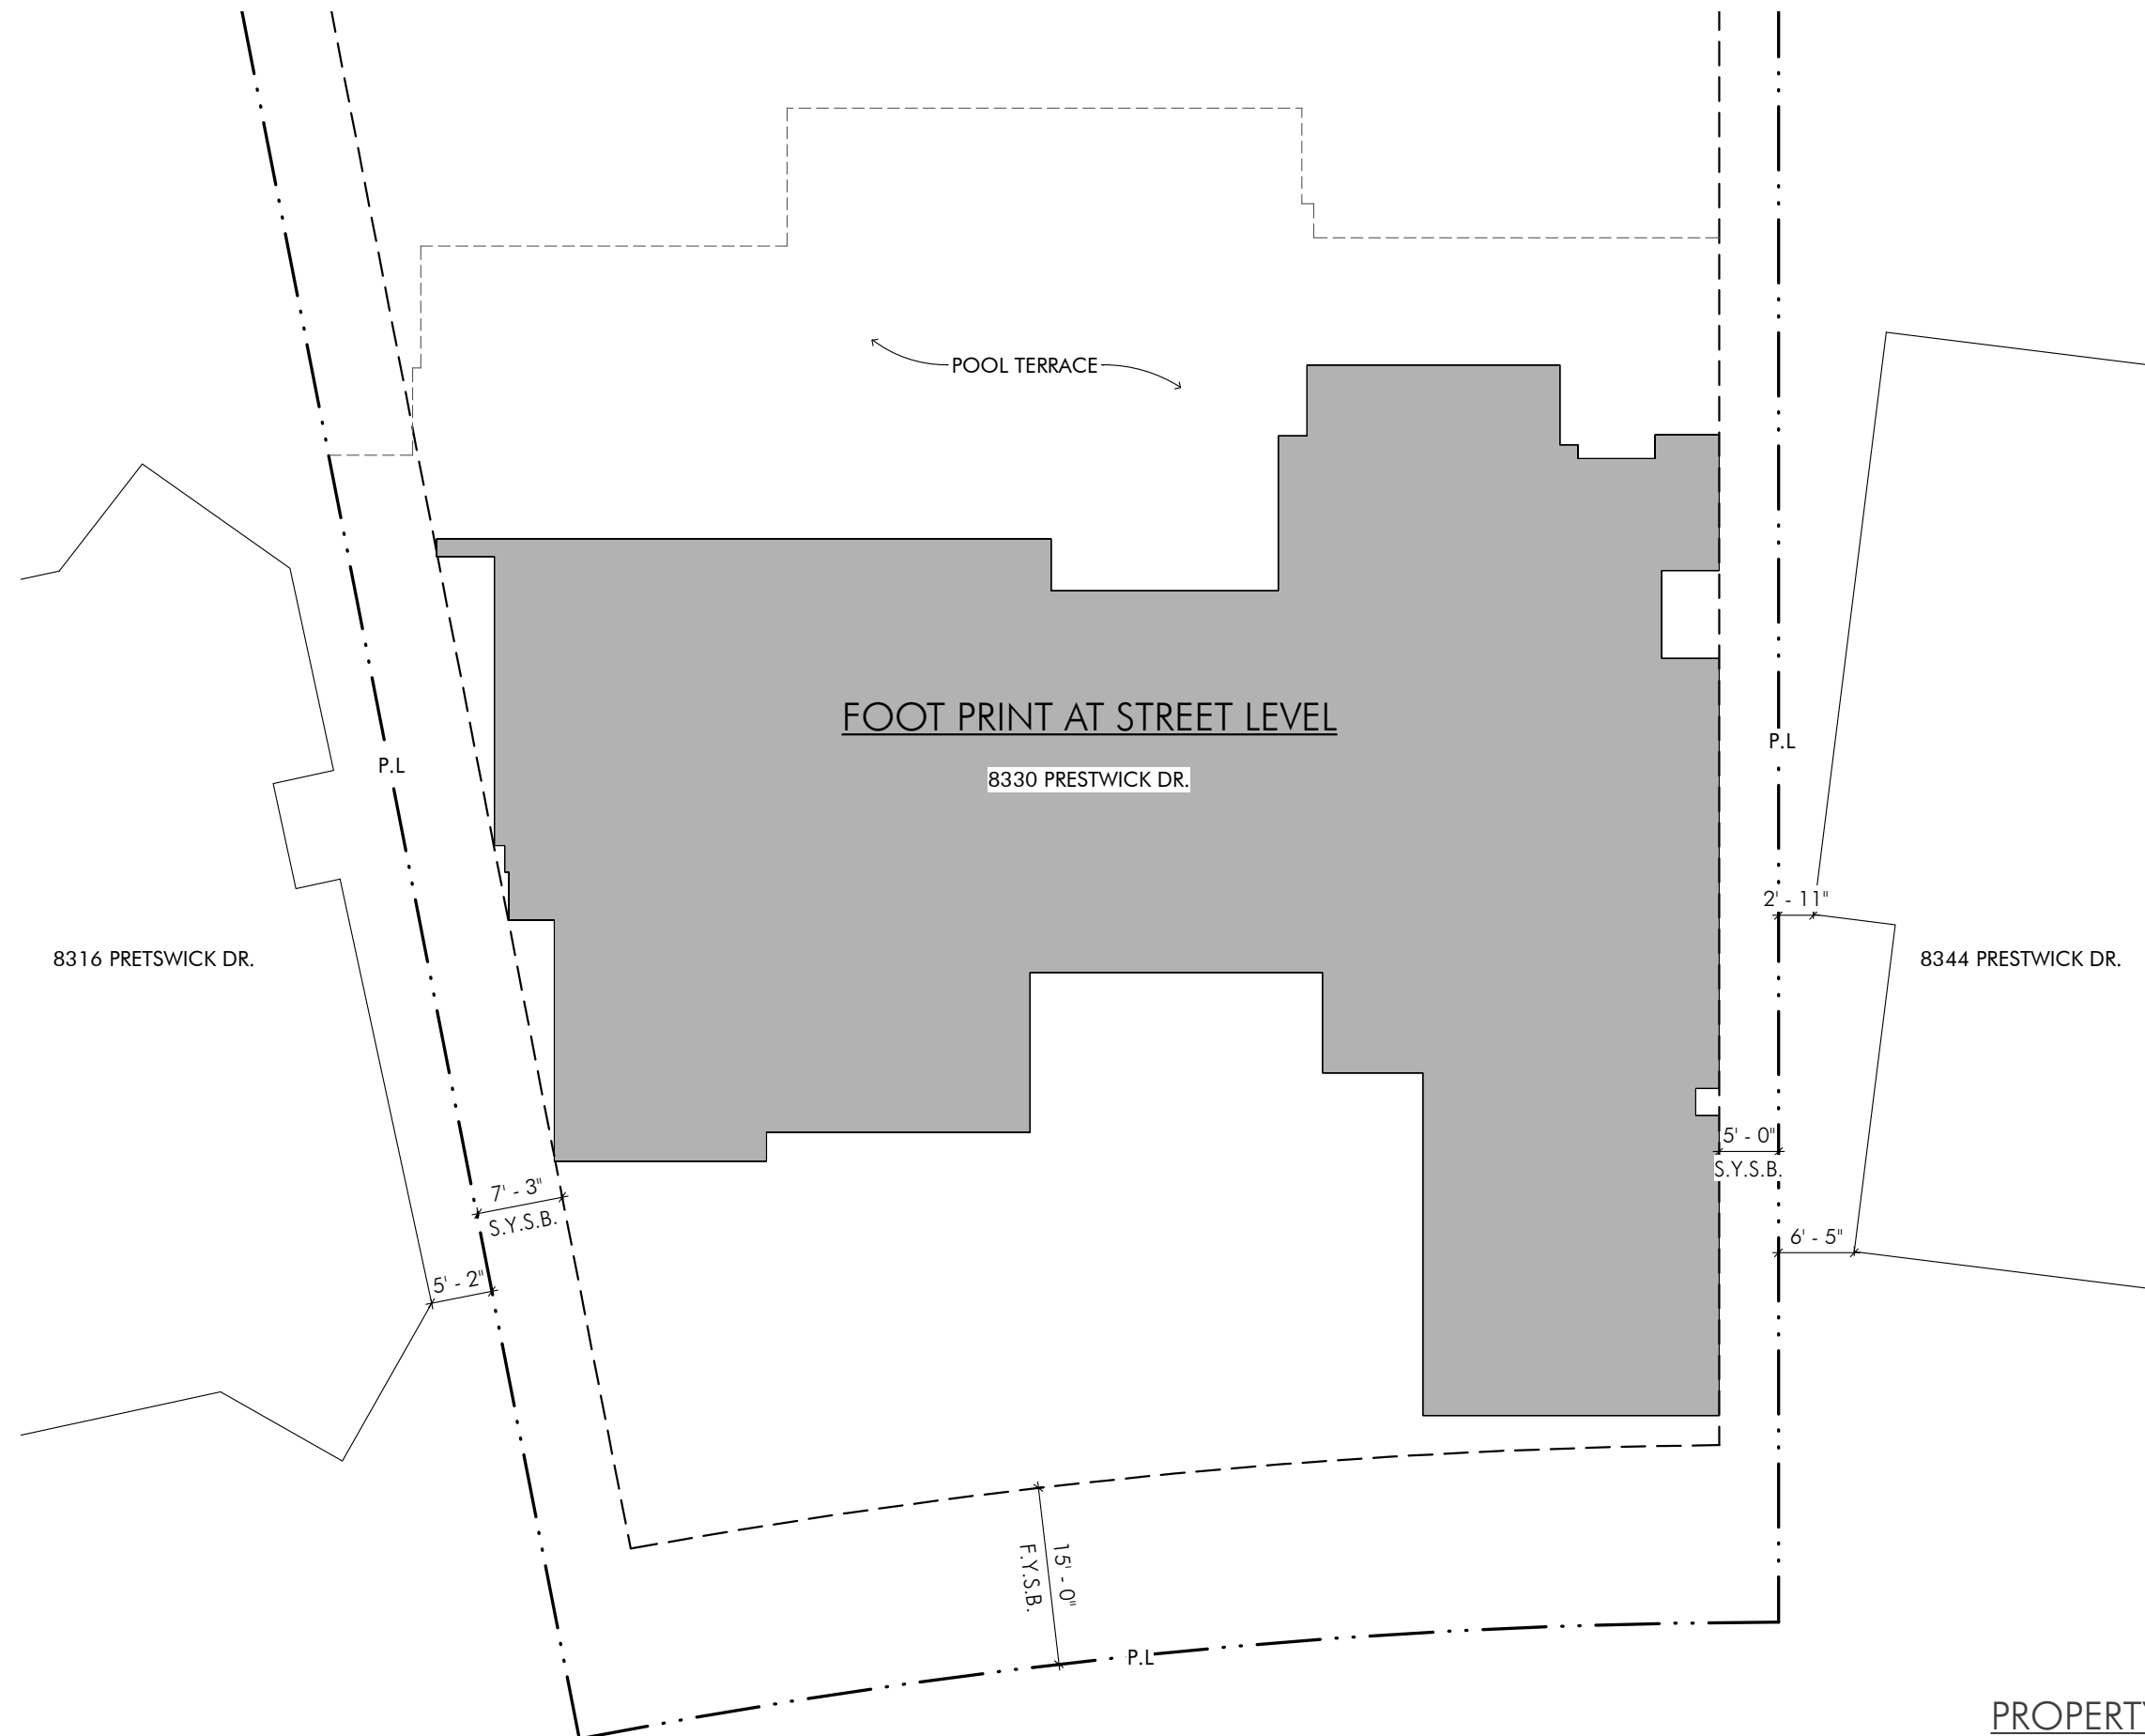 POOL TERRACE
FOOT PRINT AT STREET LEVEL
P.L
P.L
8330 PRESTWICK DR.
2' - 11"
8316 PRETSWICK DR.
8344 PRESTWICK DR.
5' - 0"
S.Y.S.B.
7' - 3"
S.Y.S.B.
6' - 5"
5' - 2"
15' - 0"
F.Y.S.B.
P.L
PROPERTY